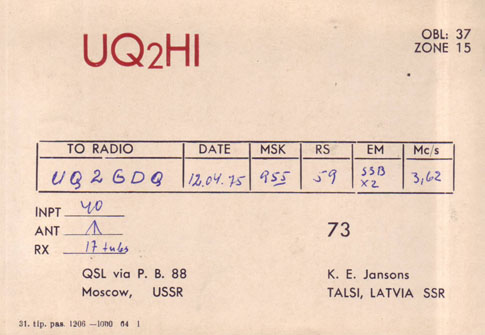 UQ2HI
OBL: 37
ZONE 15
TO RADIO DATE MSK RS EM Mc/s
UQ2GDQ 12.04.75 955 59 SSB X2 3,62
INPT 40
ANT
RX 17 tubs
73
QSL via P. B. 88
Moscow, USSR
K. E. Jansons
TALSI, LATVIA SSR
31. tip. pas. 1206 —1000 64 1